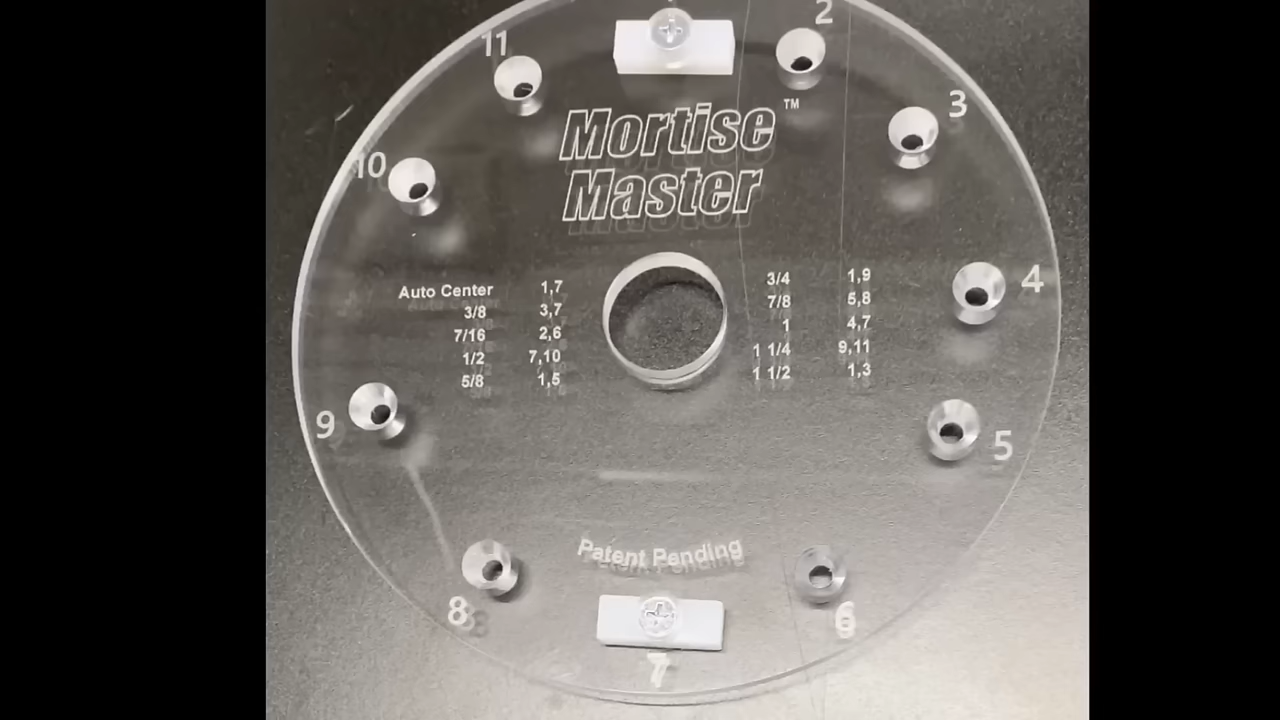 2
11
3
10
Mortise ™
Master
4
Auto Center 1,7
3/8 3,7
7/16 2,6
1/2 7,10
5/8 1,5
3/4 1,9
7/8 5,8
1 4,7
1 1/4 9,11
1 1/2 1,3
9
5
Patent Pending
8
6
7